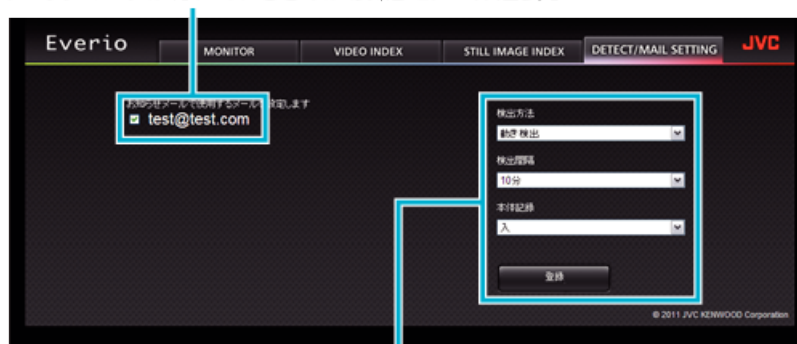 Everio
MONITOR
VIDEO INDEX
STILL IMAGE INDEX
DETECT/MAIL SETTING
JVC
お知らせメールで使用するメールを設定します
test@test.com
検出方法
動き検出
検出間隔
10分
本体記録
入
登録
© 2011 JVC KENWOOD Corporation